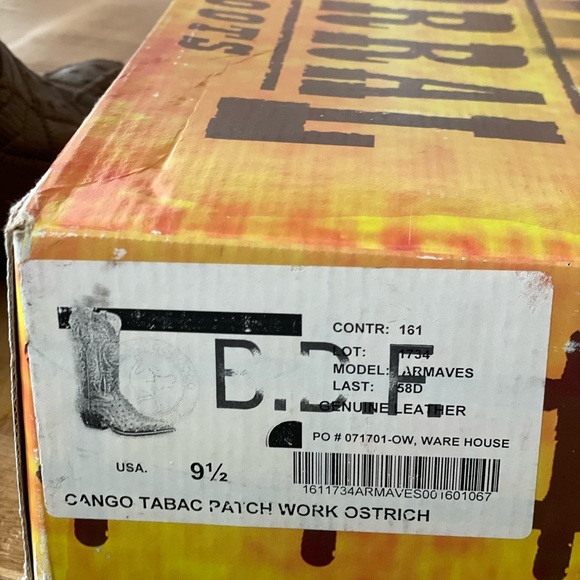 BOOTS
CONTR: 161
LOT: 1734
MODEL: ARMAVES
LAST: 58D
GENUINE LEATHER
PO # 071701-OW, WARE HOUSE
USA. 9½
CANGO TABAC PATCH WORK OSTRICH